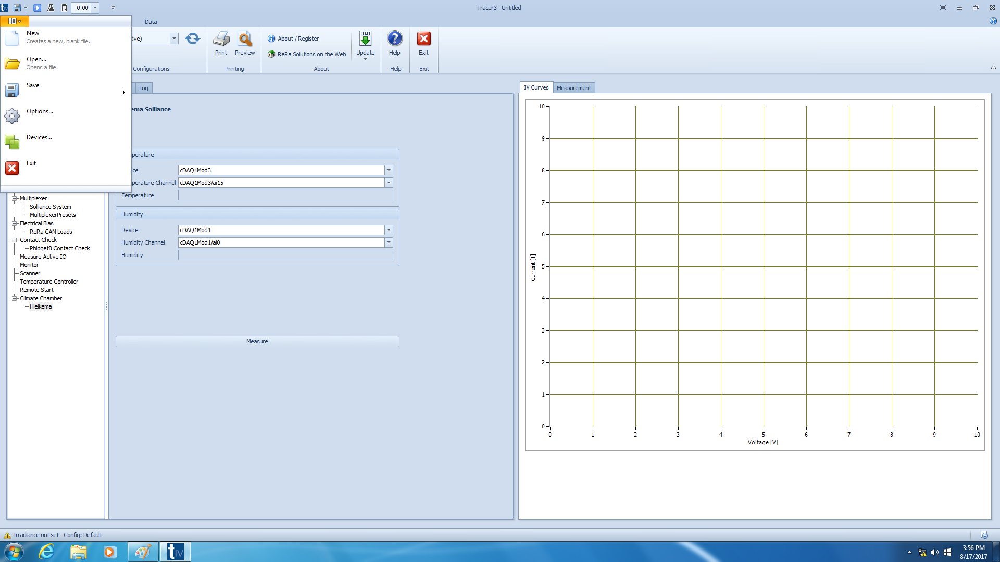 0.00
Tracer3 - Untitled
Data
New
Creates a new, blank file.
Open...
Opens a file.
Save
Options...
Devices...
Exit
ive)
Configurations
Print
Preview
Printing
About / Register
ReRa Solutions on the Web
About
Update
Help
Help
Exit
Exit
Log
IV Curves
Measurement
ema Solliance
perature
ice
cDAQ1Mod3
perature Channel
cDAQ1Mod3/ai15
Temperature
Humidity
Device
cDAQ1Mod1
Humidity Channel
cDAQ1Mod1/ai0
Humidity
Measure
Multiplexer
Solliance System
MultiplexerPresets
Electrical Bias
ReRa CAN Loads
Contact Check
Phidget8 Contact Check
Measure Active IO
Monitor
Scanner
Temperature Controller
Remote Start
Climate Chamber
Hielkema
10
9
8
7
6
5
4
3
2
1
0
Current [I]
0 1 2 3 4 5 6 7 8 9 10
Voltage [V]
Irradiance not set Config: Default
3:56 PM
8/17/2017